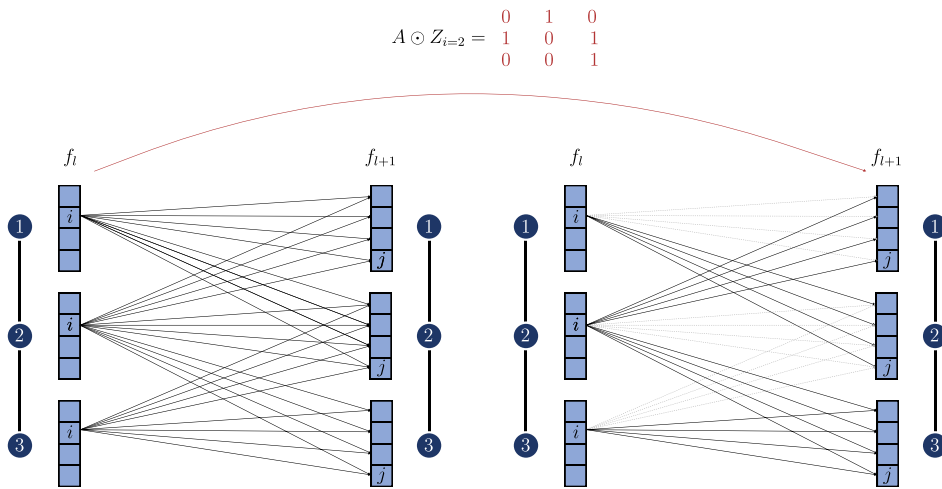 0 1 0
A ⊙ Z_{i=2} = 1 0 1
0 0 1
f_l f_{l+1} f_l f_{l+1}
1 i 1 i 1
j j
2 i 2 2 i 2
j j
3 i 3 3 i 3
j j